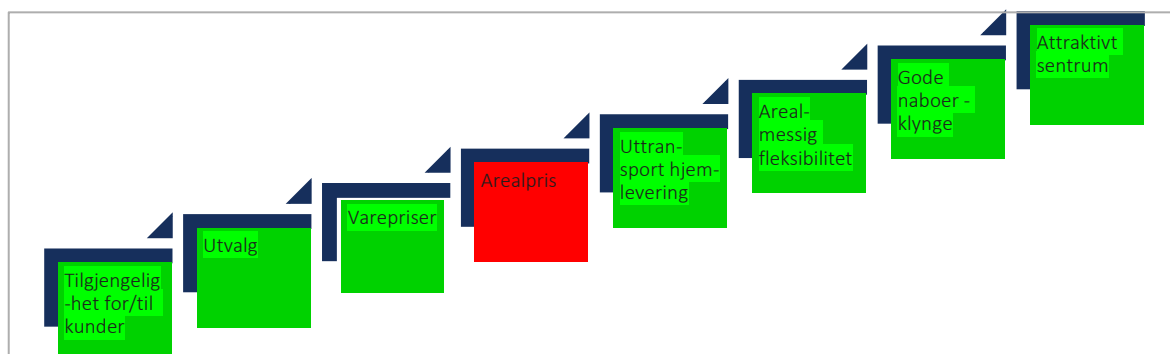 Tilgjengelig
-het for/til
kunder
Utvalg
Varepriser
Arealpris
Uttran-
sport hjem-
levering
Areal-
messig
fleksibilitet
Gode
naboer -
klynge
Attraktivt
sentrum